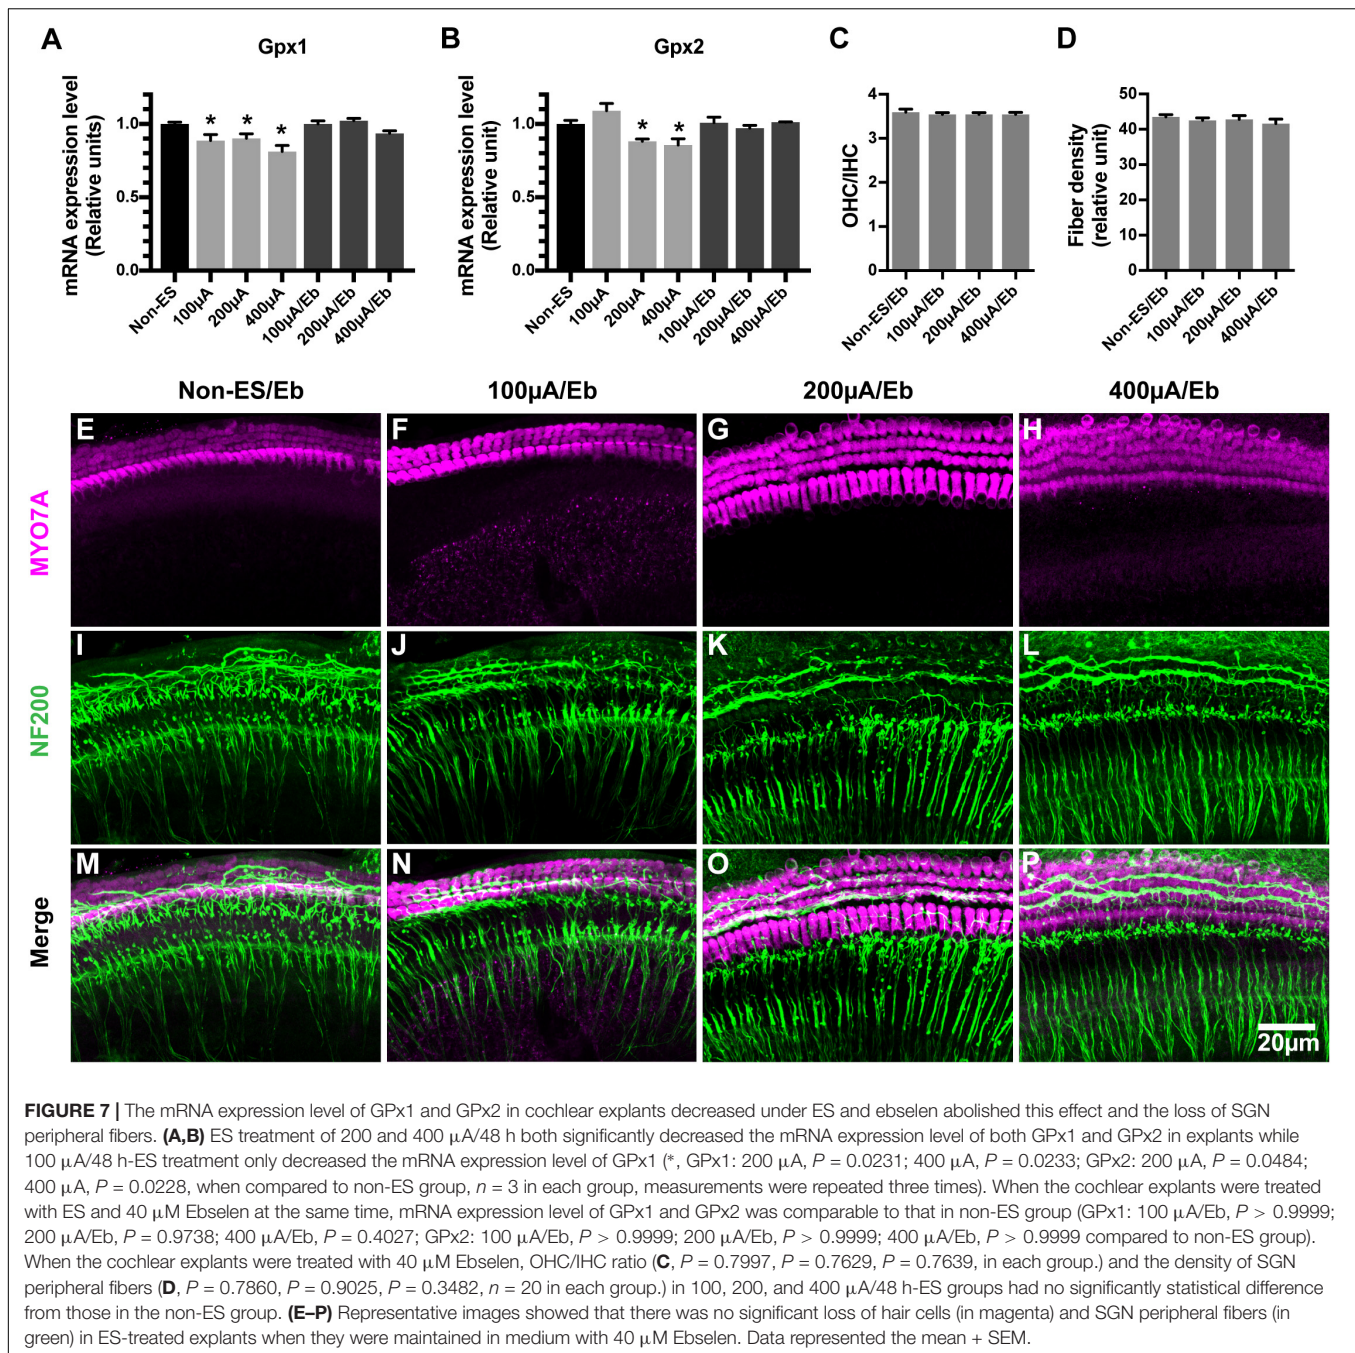 A
Gpx1
mRNA expression level
(Relative units)
1.0
0.5
0.0
*
*
*
Non-ES
100µA
200µA
400µA
100µA/Eb
200µA/Eb
400µA/Eb
B
Gpx2
mRNA expression level
(Relative unit)
1.0
0.5
0.0
*
*
Non-ES
100µA
200µA
400µA
100µA/Eb
200µA/Eb
400µA/Eb
C
OHC/IHC
4
3
2
1
0
Non-ES/Eb
100µA/Eb
200µA/Eb
400µA/Eb
D
Fiber density
(relative unit)
50
40
30
20
10
0
Non-ES/Eb
100µA/Eb
200µA/Eb
400µA/Eb
Non-ES/Eb
100µA/Eb
200µA/Eb
400µA/Eb
MYO7A
E
F
G
H
NF200
I
J
K
L
Merge
M
N
O
P
20µm
FIGURE 7 | The mRNA expression level of GPx1 and GPx2 in cochlear explants decreased under ES and ebselen abolished this effect and the loss of SGN
peripheral fibers. (A,B) ES treatment of 200 and 400 µA/48 h both significantly decreased the mRNA expression level of both GPx1 and GPx2 in explants while
100 µA/48 h-ES treatment only decreased the mRNA expression level of GPx1 (*, GPx1: 200 µA, P = 0.0231; 400 µA, P = 0.0233; GPx2: 200 µA, P = 0.0484;
400 µA, P = 0.0228, when compared to non-ES group, n = 3 in each group, measurements were repeated three times). When the cochlear explants were treated
with ES and 40 µM Ebselen at the same time, mRNA expression level of GPx1 and GPx2 was comparable to that in non-ES group (GPx1: 100 µA/Eb, P > 0.9999;
200 µA/Eb, P = 0.9738; 400 µA/Eb, P = 0.4027; GPx2: 100 µA/Eb, P > 0.9999; 200 µA/Eb, P > 0.9999; 400 µA/Eb, P > 0.9999 compared to non-ES group).
When the cochlear explants were treated with 40 µM Ebselen, OHC/IHC ratio (C, P = 0.7997, P = 0.7629, P = 0.7639, in each group.) and the density of SGN
peripheral fibers (D, P = 0.7860, P = 0.9025, P = 0.3482, n = 20 in each group.) in 100, 200, and 400 µA/48 h-ES groups had no significantly statistical difference
from those in the non-ES group. (E–P) Representative images showed that there was no significant loss of hair cells (in magenta) and SGN peripheral fibers (in
green) in ES-treated explants when they were maintained in medium with 40 µM Ebselen. Data represented the mean + SEM.